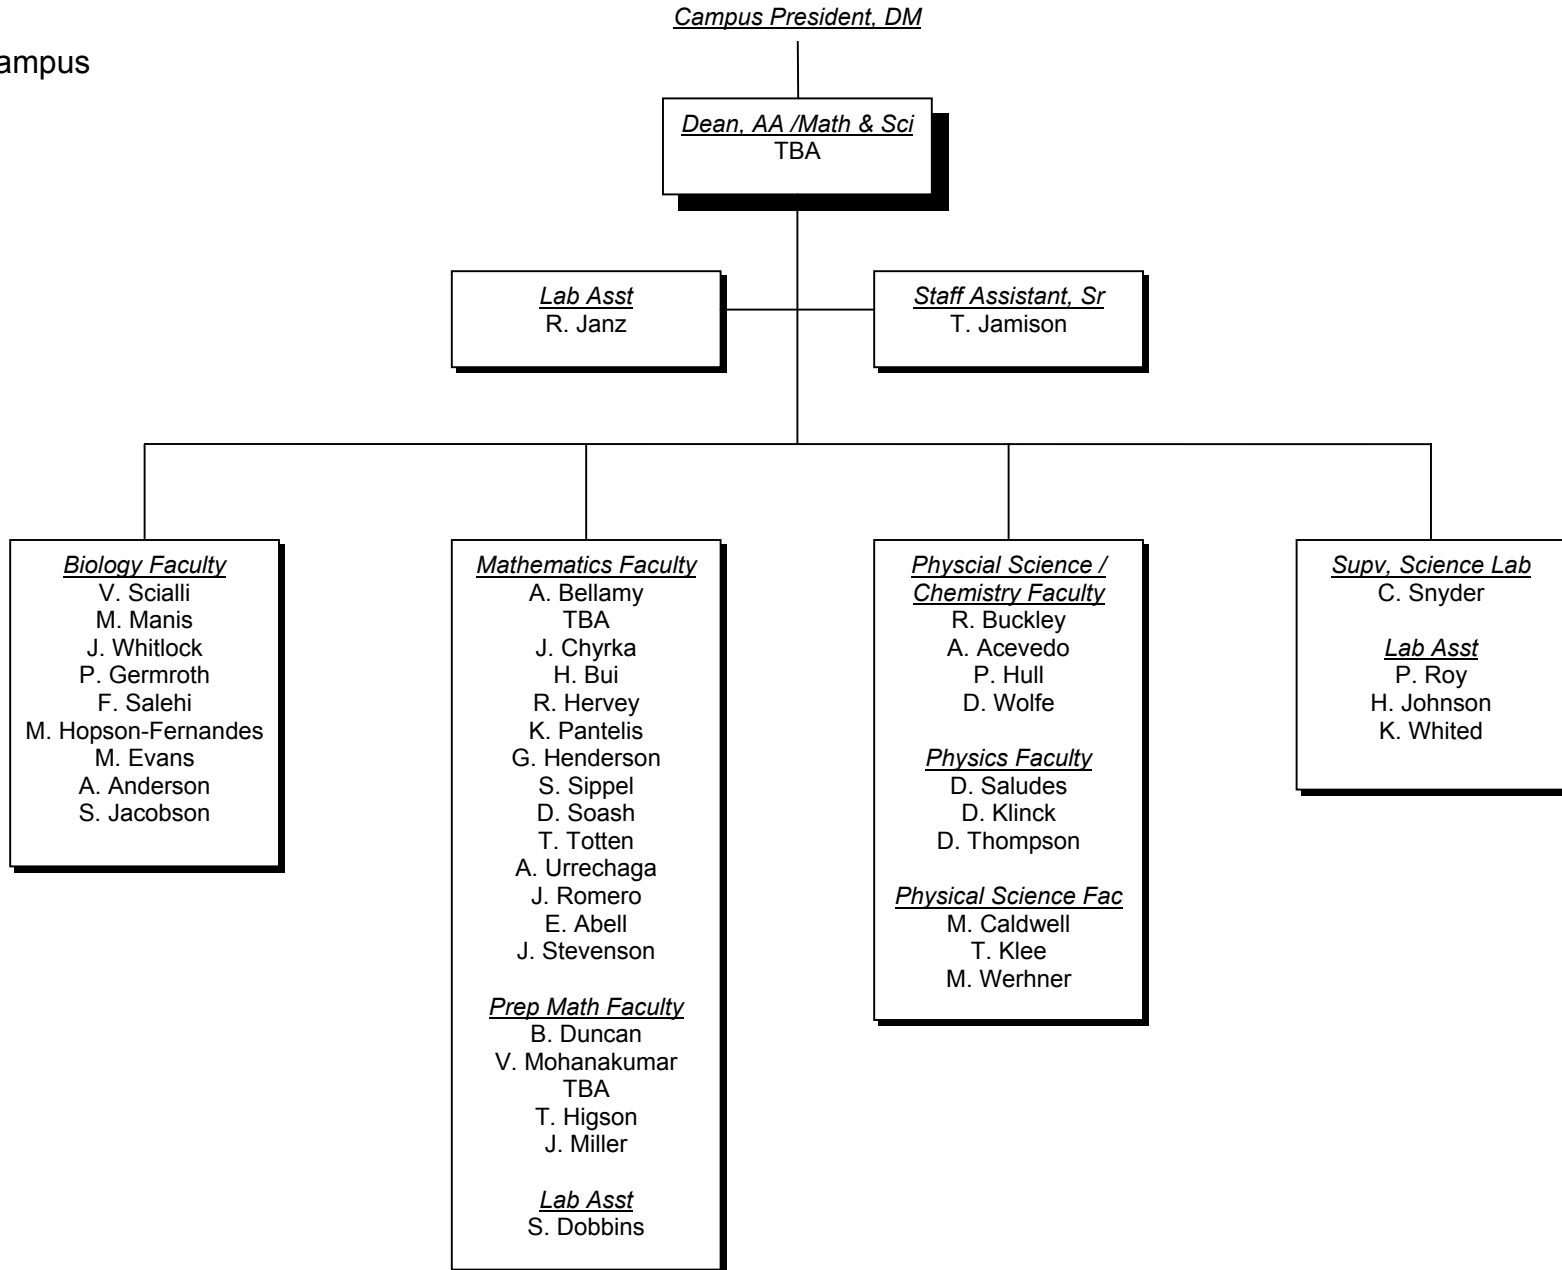 Campus President, DM
ampus
Dean, AA /Math & Sci
TBA
Lab Asst
R. Janz
Staff Assistant, Sr
T. Jamison
Biology Faculty
V. Scialli
M. Manis
J. Whitlock
P. Germroth
F. Salehi
M. Hopson-Fernandes
M. Evans
A. Anderson
S. Jacobson
Mathematics Faculty
A. Bellamy
TBA
J. Chyrka
H. Bui
R. Hervey
K. Pantelis
G. Henderson
S. Sippel
D. Soash
T. Totten
A. Urrechaga
J. Romero
E. Abell
J. Stevenson
Prep Math Faculty
B. Duncan
V. Mohanakumar
TBA
T. Higson
J. Miller
Lab Asst
S. Dobbins
Physcial Science /
Chemistry Faculty
R. Buckley
A. Acevedo
P. Hull
D. Wolfe
Physics Faculty
D. Saludes
D. Klinck
D. Thompson
Physical Science Fac
M. Caldwell
T. Klee
M. Werhner
Supv, Science Lab
C. Snyder
Lab Asst
P. Roy
H. Johnson
K. Whited